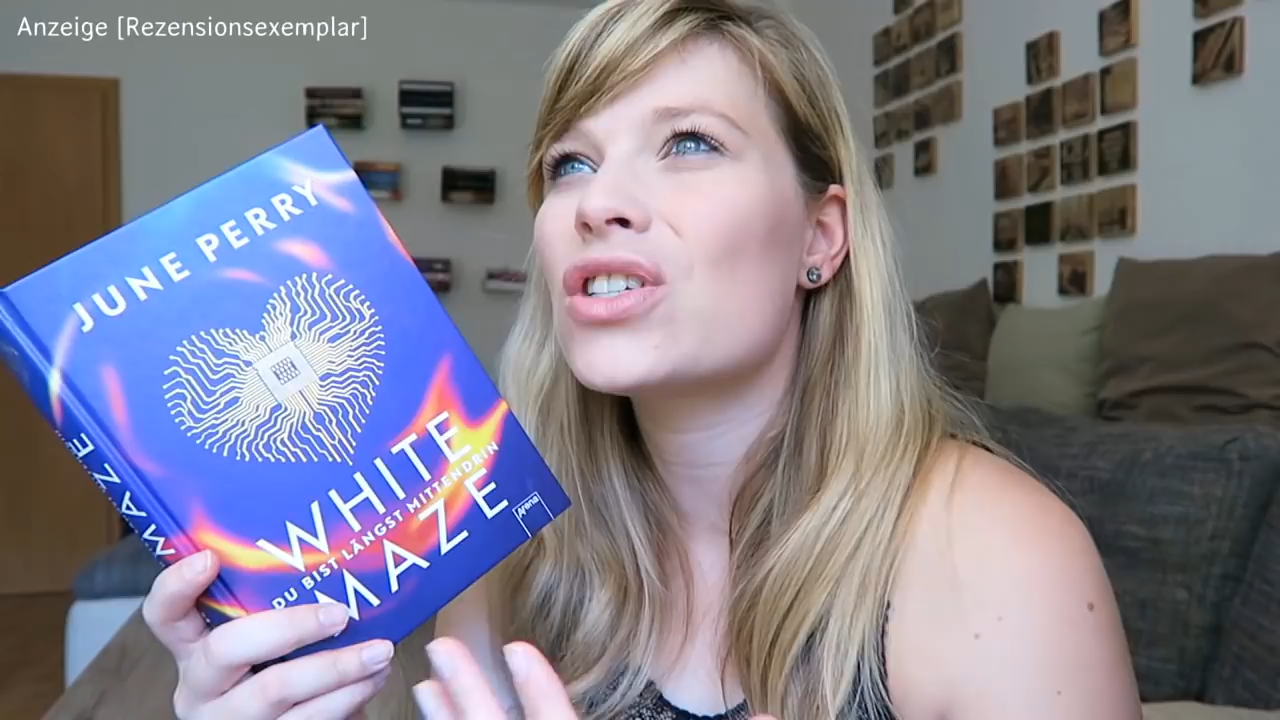 Anzeige [Rezensionsexemplar]
JUNE PERRY
WHITE
DU BIST LÄNGST MITTENDRIN
MAZE
Arena
MAZE